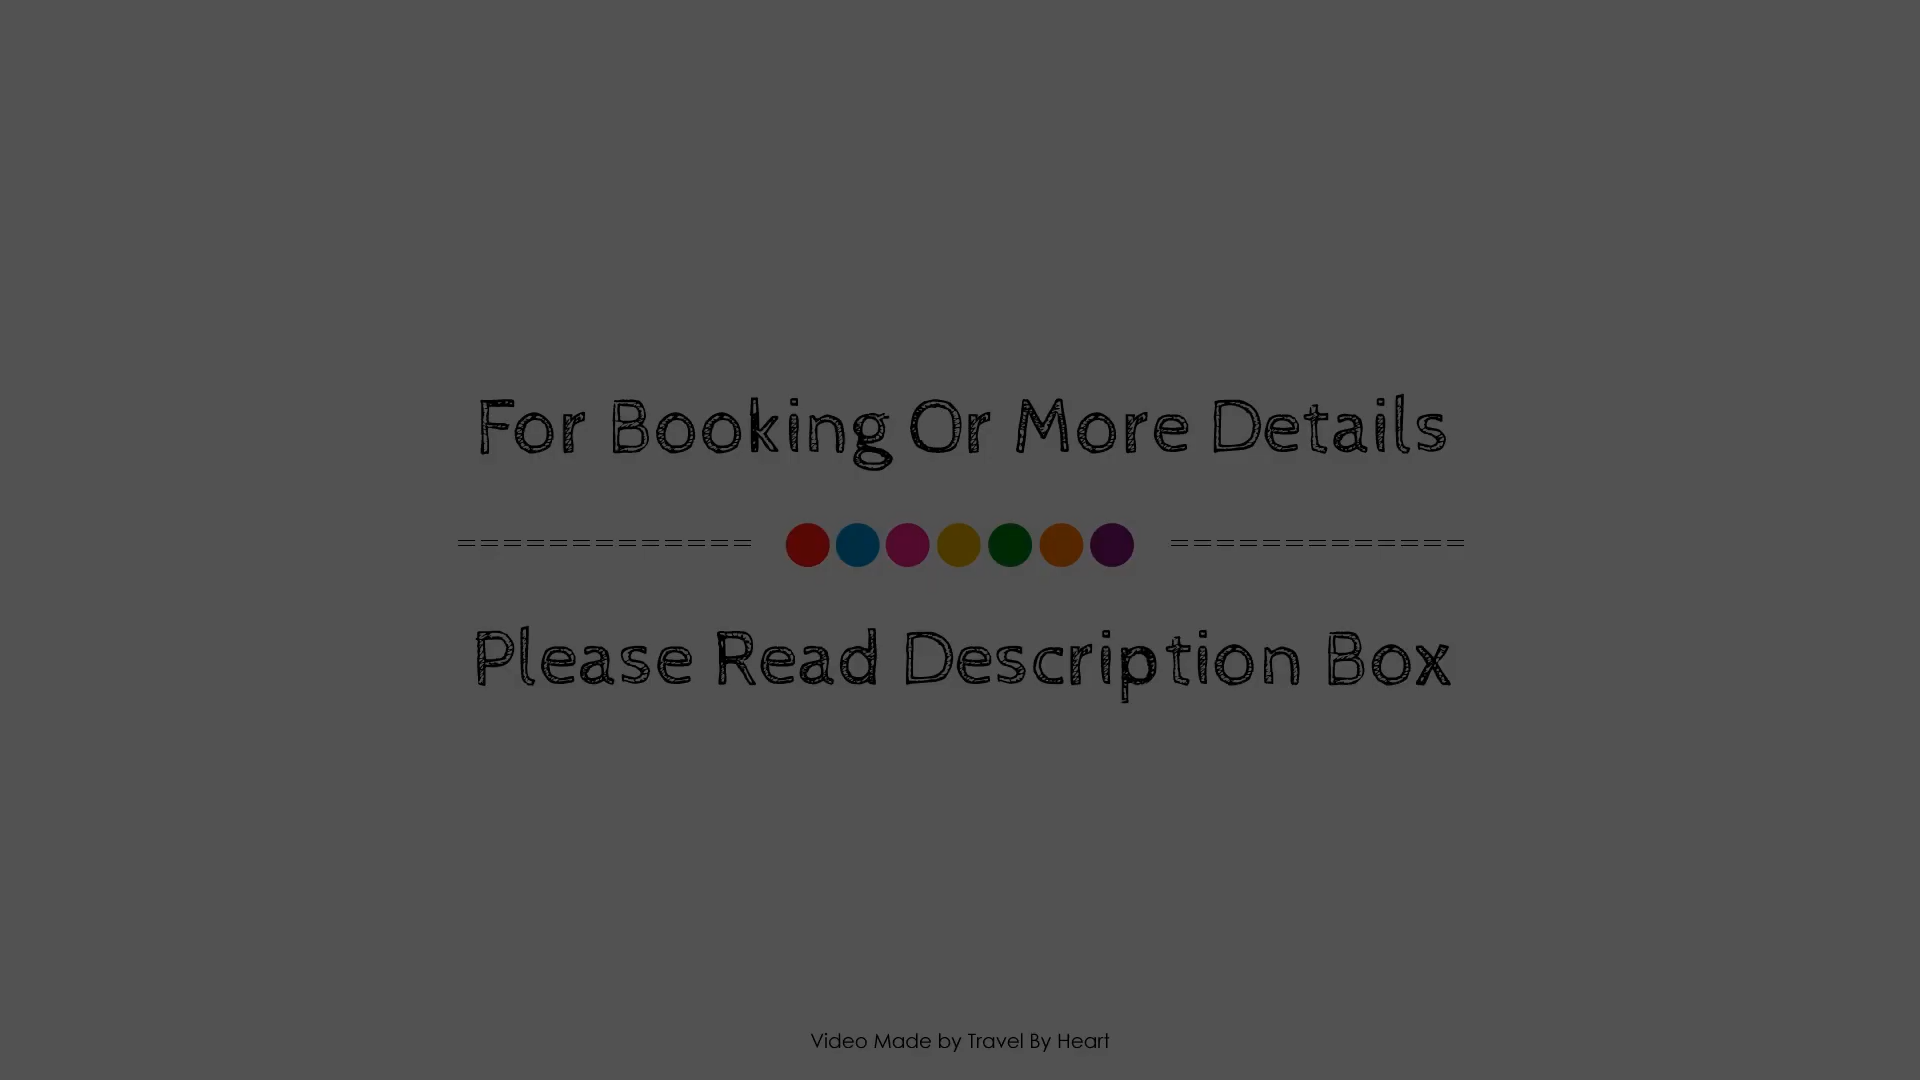 For Booking Or More Details
============= =============
Please Read Description Box
Video Made by Travel By Heart